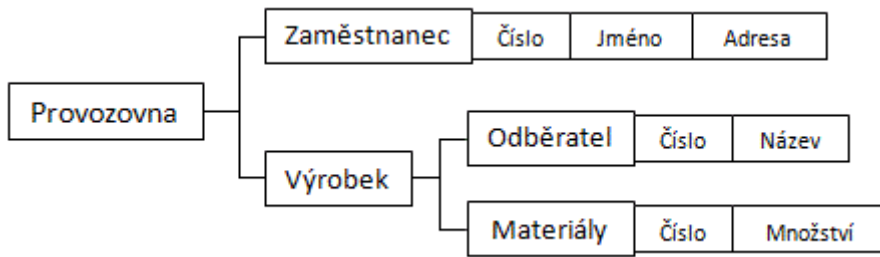 Zaměstnanec Číslo Jméno Adresa
Provozovna
Odběratel Číslo Název
Výrobek
Materiály Číslo Množství